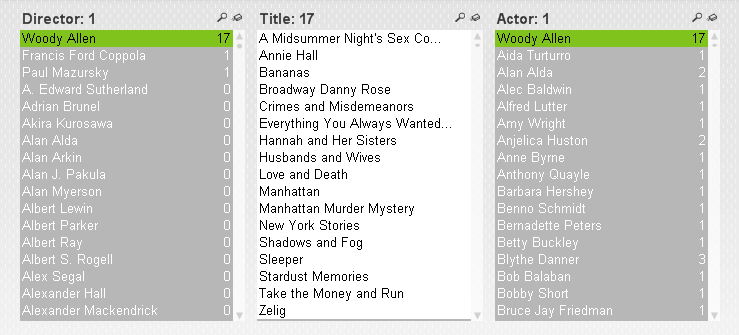 Director: 1
Woody Allen 17
Francis Ford Coppola 1
Paul Mazursky 1
A. Edward Sutherland 0
Adrian Brunel 0
Akira Kurosawa 0
Alan Alda 0
Alan Arkin 0
Alan J. Pakula 0
Alan Myerson 0
Albert Lewin 0
Albert Parker 0
Albert Ray 0
Albert S. Rogell 0
Alex Segal 0
Alexander Hall 0
Alexander Mackendrick 0
Title: 17
A Midsummer Night's Sex Co...
Annie Hall
Bananas
Broadway Danny Rose
Crimes and Misdemeanors
Everything You Always Wanted...
Hannah and Her Sisters
Husbands and Wives
Love and Death
Manhattan
Manhattan Murder Mystery
New York Stories
Shadows and Fog
Sleeper
Stardust Memories
Take the Money and Run
Zelig
Actor: 1
Woody Allen 17
Aida Turturro 1
Alan Alda 2
Alec Baldwin 1
Alfred Lutter 1
Amy Wright 1
Anjelica Huston 2
Anne Byrne 1
Anthony Quayle 1
Barbara Hershey 1
Benno Schmidt 1
Bernadette Peters 1
Betty Buckley 1
Blythe Danner 3
Bob Balaban 1
Bobby Short 1
Bruce Jay Friedman 1